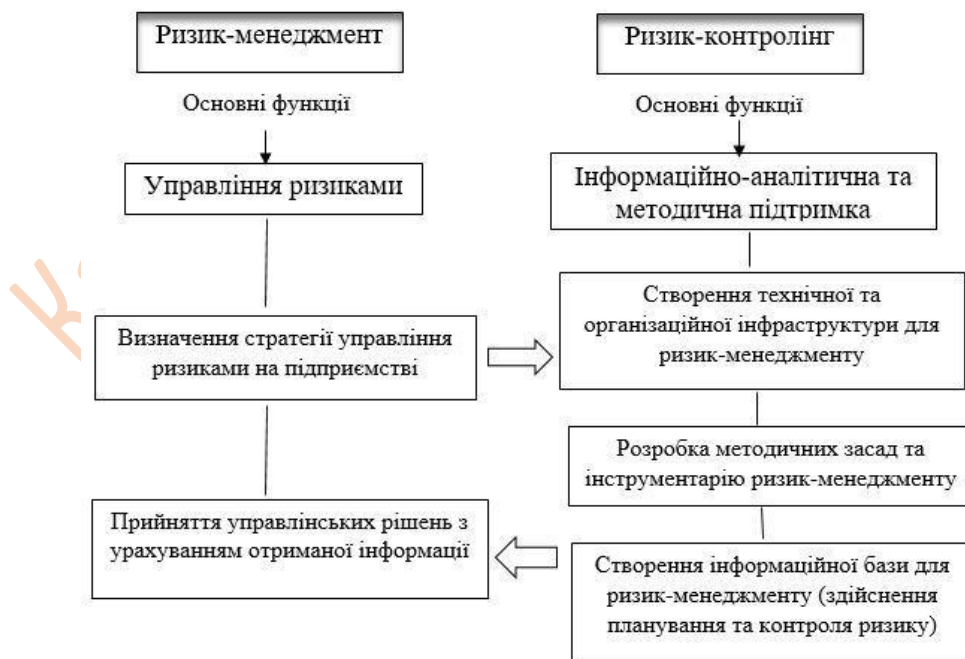 Ризик-менеджмент
Основні функції
Управління ризиками
Визначення стратегії управління
ризиками на підприємстві
Прийняття управлінських рішень з
урахуванням отриманої інформації
Ризик-контролінг
Основні функції
Інформаційно-аналітична та
методична підтримка
Створення технічної та
організаційної інфраструктури для
ризик-менеджменту
Розробка методичних засад та
інструментарію ризик-менеджменту
Створення інформаційної бази для
ризик-менеджменту (здійснення
планування та контроля ризику)